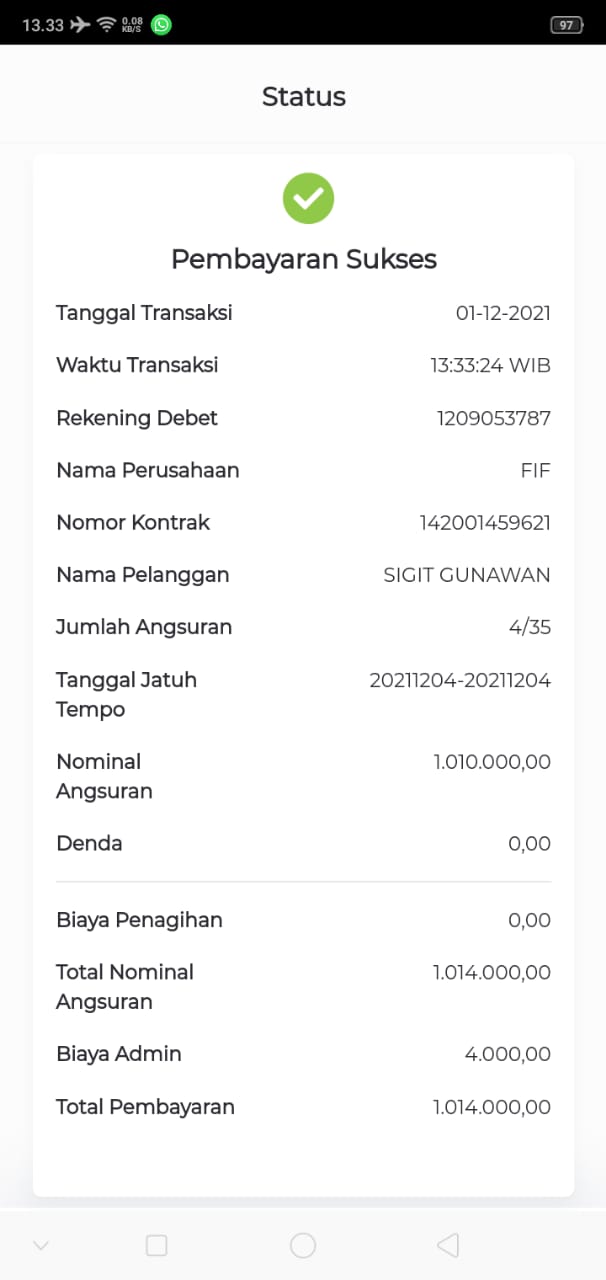 13.33 0.08 KB/S 97
Status
Pembayaran Sukses
Tanggal Transaksi 01-12-2021
Waktu Transaksi 13:33:24 WIB
Rekening Debet 1209053787
Nama Perusahaan FIF
Nomor Kontrak 142001459621
Nama Pelanggan SIGIT GUNAWAN
Jumlah Angsuran 4/35
Tanggal Jatuh 20211204-20211204
Tempo
Nominal 1.010.000,00
Angsuran
Denda 0,00
Biaya Penagihan 0,00
Total Nominal 1.014.000,00
Angsuran
Biaya Admin 4.000,00
Total Pembayaran 1.014.000,00